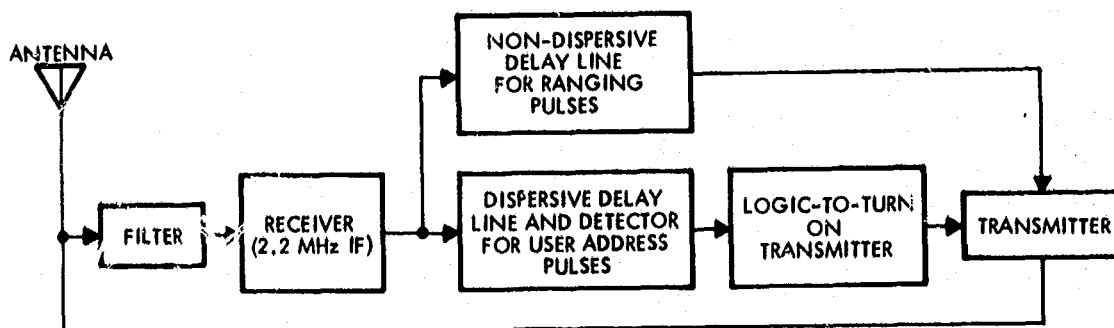 ANTENNA
FILTER
RECEIVER
(2.2 MHz IF)
NON-DISPERSIVE
DELAY LINE
FOR RANGING
PULSES
DISPERSIVE DELAY
LINE AND DETECTOR
FOR USER ADDRESS
PULSES
LOGIC-TO-TURN
ON
TRANSMITTER
TRANSMITTER